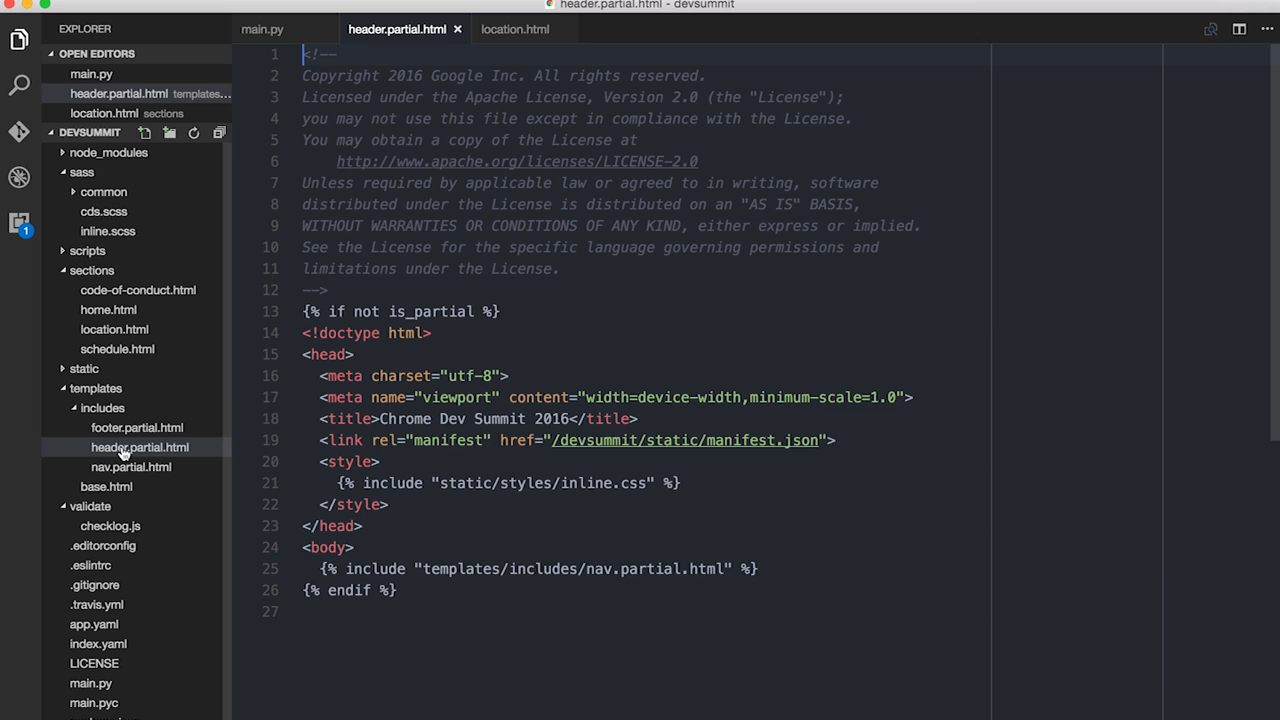 header.partial.html - devsummit
EXPLORER
OPEN EDITORS
main.py
header.partial.html templates...
location.html sections
DEVSUMMIT
node_modules
sass
common
cds.scss
inline.scss
scripts
sections
code-of-conduct.html
home.html
location.html
schedule.html
static
templates
includes
footer.partial.html
header.partial.html
nav.partial.html
base.html
validate
checklog.js
.editorconfig
.eslintrc
.gitignore
.travis.yml
app.yaml
index.yaml
LICENSE
main.py
main.pyc
1
main.py header.partial.html location.html
1 <!--
2 Copyright 2016 Google Inc. All rights reserved.
3 Licensed under the Apache License, Version 2.0 (the "License");
4 you may not use this file except in compliance with the License.
5 You may obtain a copy of the License at
6 http://www.apache.org/licenses/LICENSE-2.0
7 Unless required by applicable law or agreed to in writing, software
8 distributed under the License is distributed on an "AS IS" BASIS,
9 WITHOUT WARRANTIES OR CONDITIONS OF ANY KIND, either express or implied.
10 See the License for the specific language governing permissions and
11 limitations under the License.
12 -->
13 {% if not is_partial %}
14 <!doctype html>
15 <head>
16 <meta charset="utf-8">
17 <meta name="viewport" content="width=device-width,minimum-scale=1.0">
18 <title>Chrome Dev Summit 2016</title>
19 <link rel="manifest" href="/devsummit/static/manifest.json">
20 <style>
21 {% include "static/styles/inline.css" %}
22 </style>
23 </head>
24 <body>
25 {% include "templates/includes/nav.partial.html" %}
26 {% endif %}
27